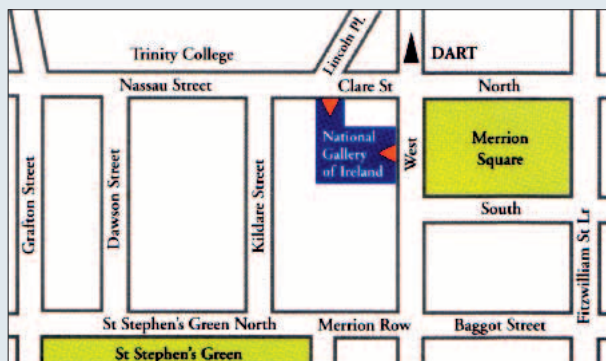 Lincoln Pl.
Trinity College
DART
Nassau Street
Clare St
North
National
Gallery
of Ireland
West
Merrion
Square
Grafton Street
Dawson Street
Kildare Street
South
Fitzwilliam St Lr
St Stephen's Green North
Merrion Row
Baggot Street
St Stephen's Green